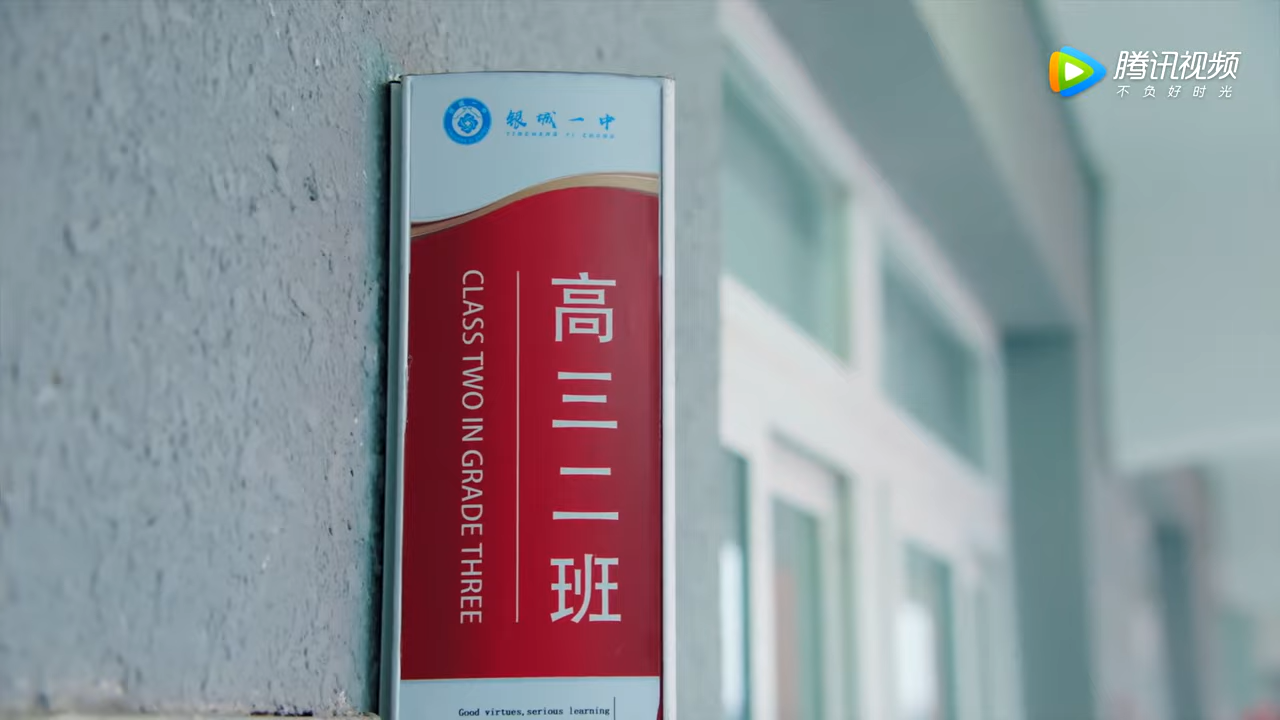 腾讯视频
不负好时光
银城一中
YINCHENG YI ZHONG
高三二班
CLASS TWO IN GRADE THREE
Good virtues,serious learning